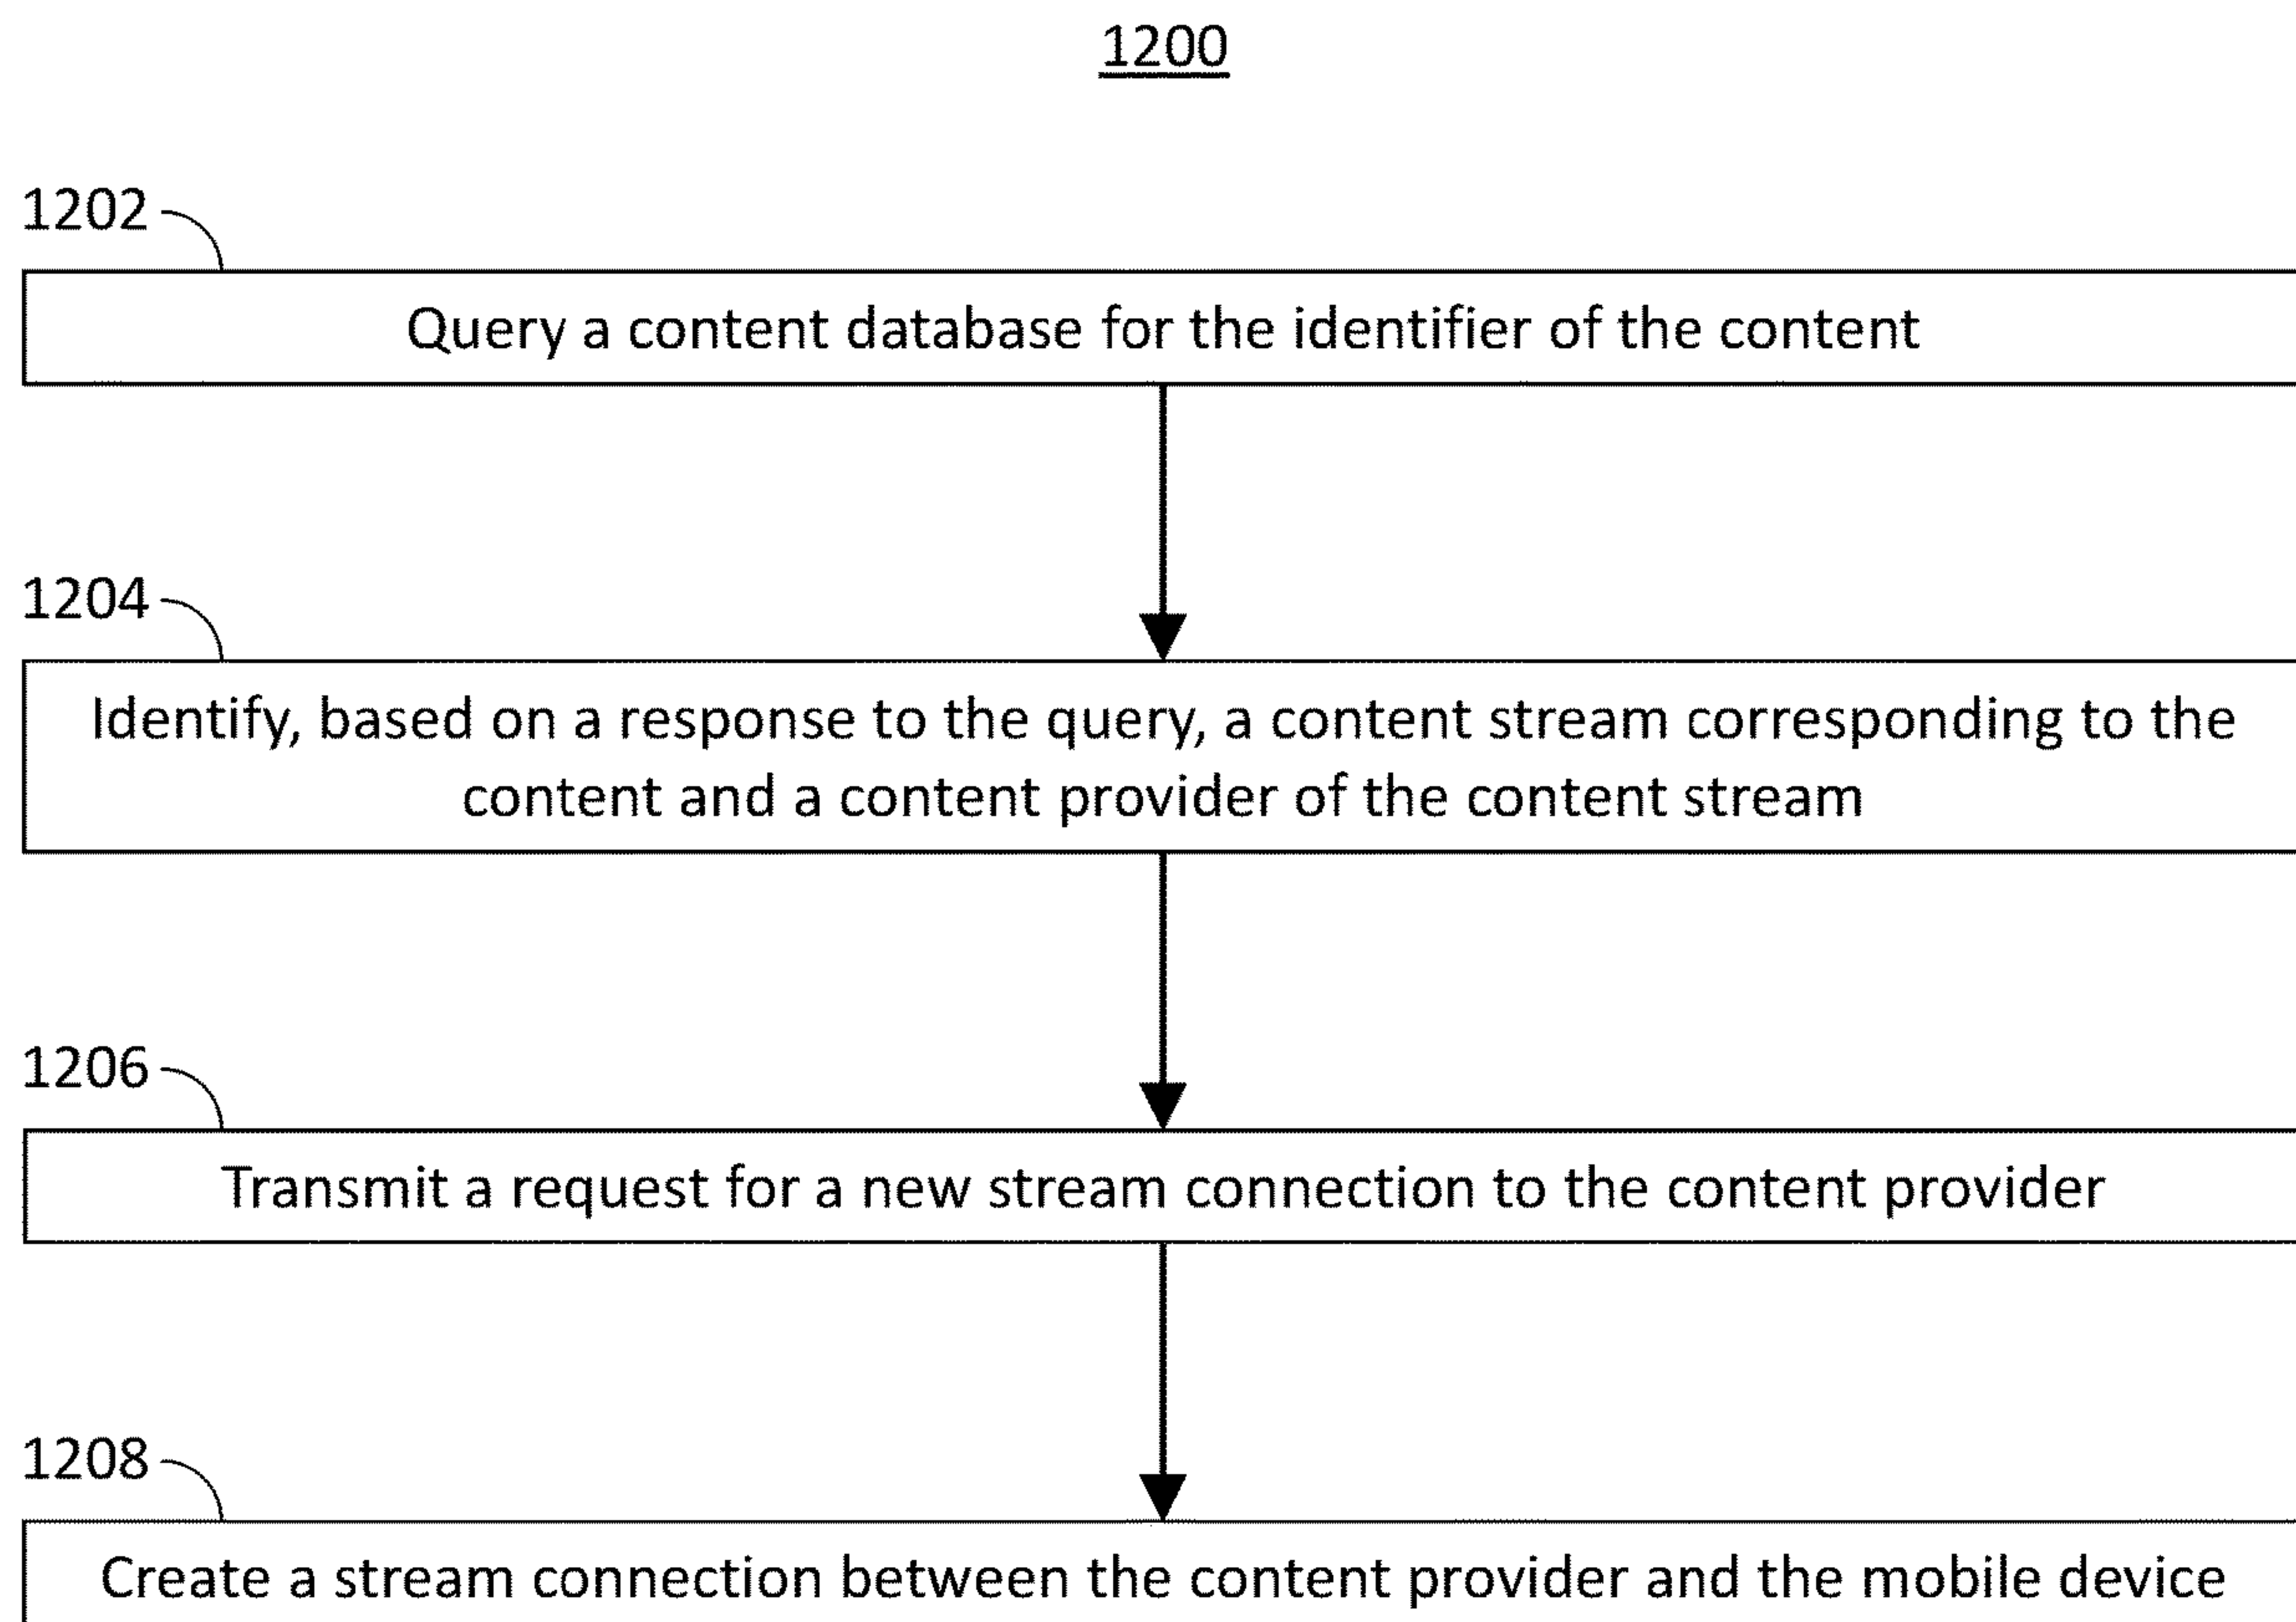 1200
1202
Query a content database for the identifier of the content
1204
Identify, based on a response to the query, a content stream corresponding to the
content and a content provider of the content stream
1206
Transmit a request for a new stream connection to the content provider
1208
Create a stream connection between the content provider and the mobile device